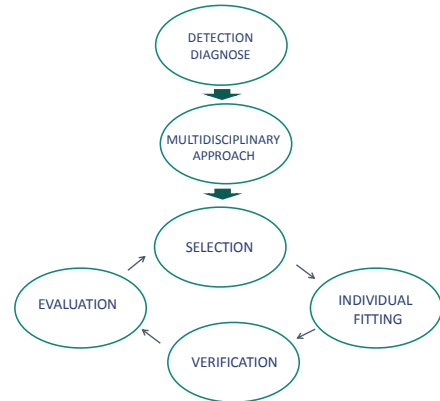 DETECTION
DIAGNOSE
MULTIDISCIPLINARY
APPROACH
SELECTION
EVALUATION
INDIVIDUAL
FITTING
VERIFICATION